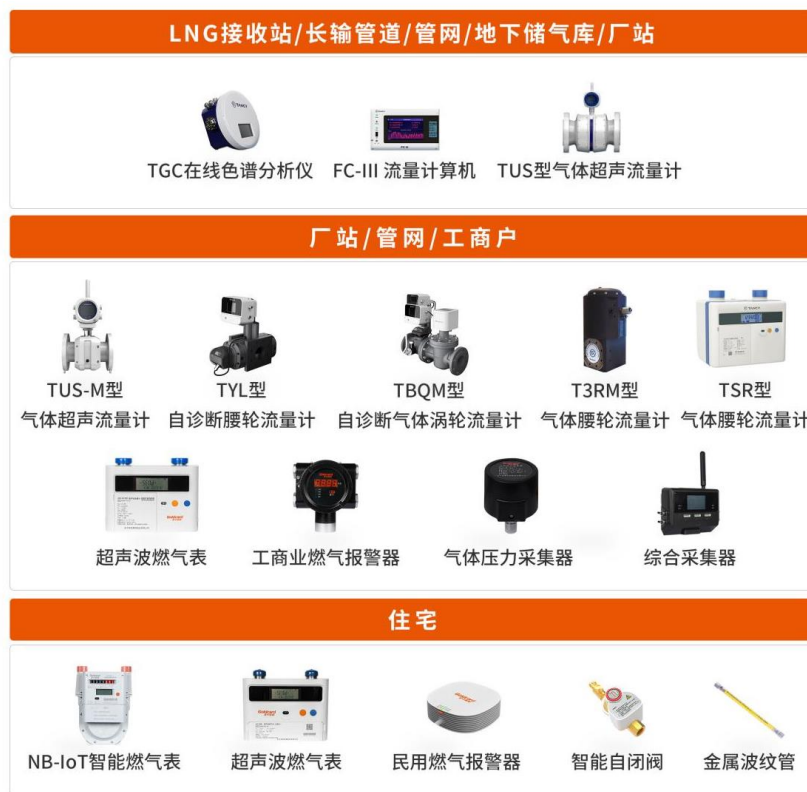 LNG接收站/长输管道/管网/地下储气库/厂站
TGC在线色谱分析仪 FC-III 流量计算机 TUS型气体超声流量计
厂站/管网/工商户
TUS-M型 TYL型 TBQM型 T3RM型 TSR型
气体超声流量计 自诊断腰轮流量计 自诊断气体涡轮流量计 气体腰轮流量计 气体腰轮流量计
超声波燃气表 工商业燃气报警器 气体压力采集器 综合采集器
住宅
NB-IoT智能燃气表 超声波燃气表 民用燃气报警器 智能自闭阀 金属波纹管